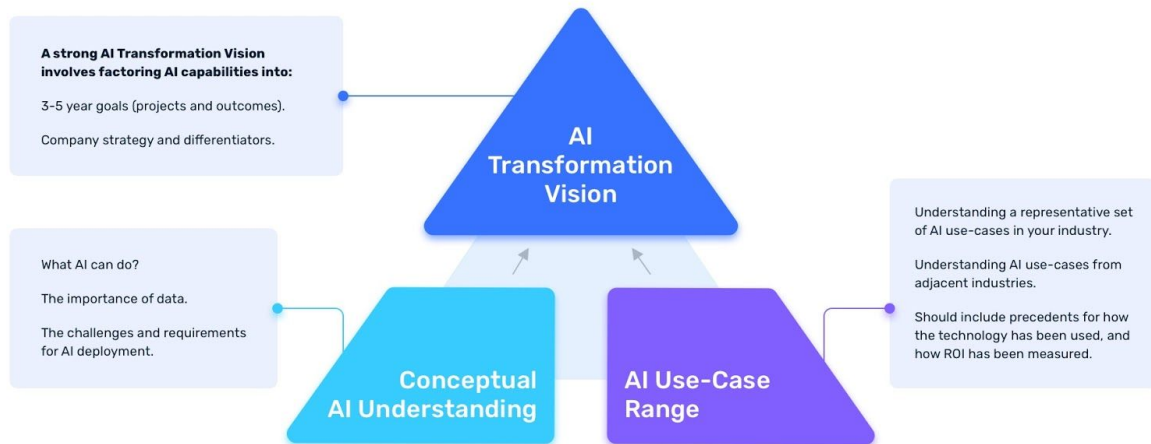 A strong AI Transformation Vision
involves factoring AI capabilities into:
3-5 year goals (projects and outcomes).
Company strategy and differentiators.
AI
Transformation
Vision
What AI can do?
The importance of data.
The challenges and requirements
for AI deployment.
Conceptual
AI Understanding
AI Use-Case
Range
Understanding a representative set
of AI use-cases in your industry.
Understanding AI use-cases from
adjacent industries.
Should include precedents for how
the technology has been used, and
how ROI has been measured.